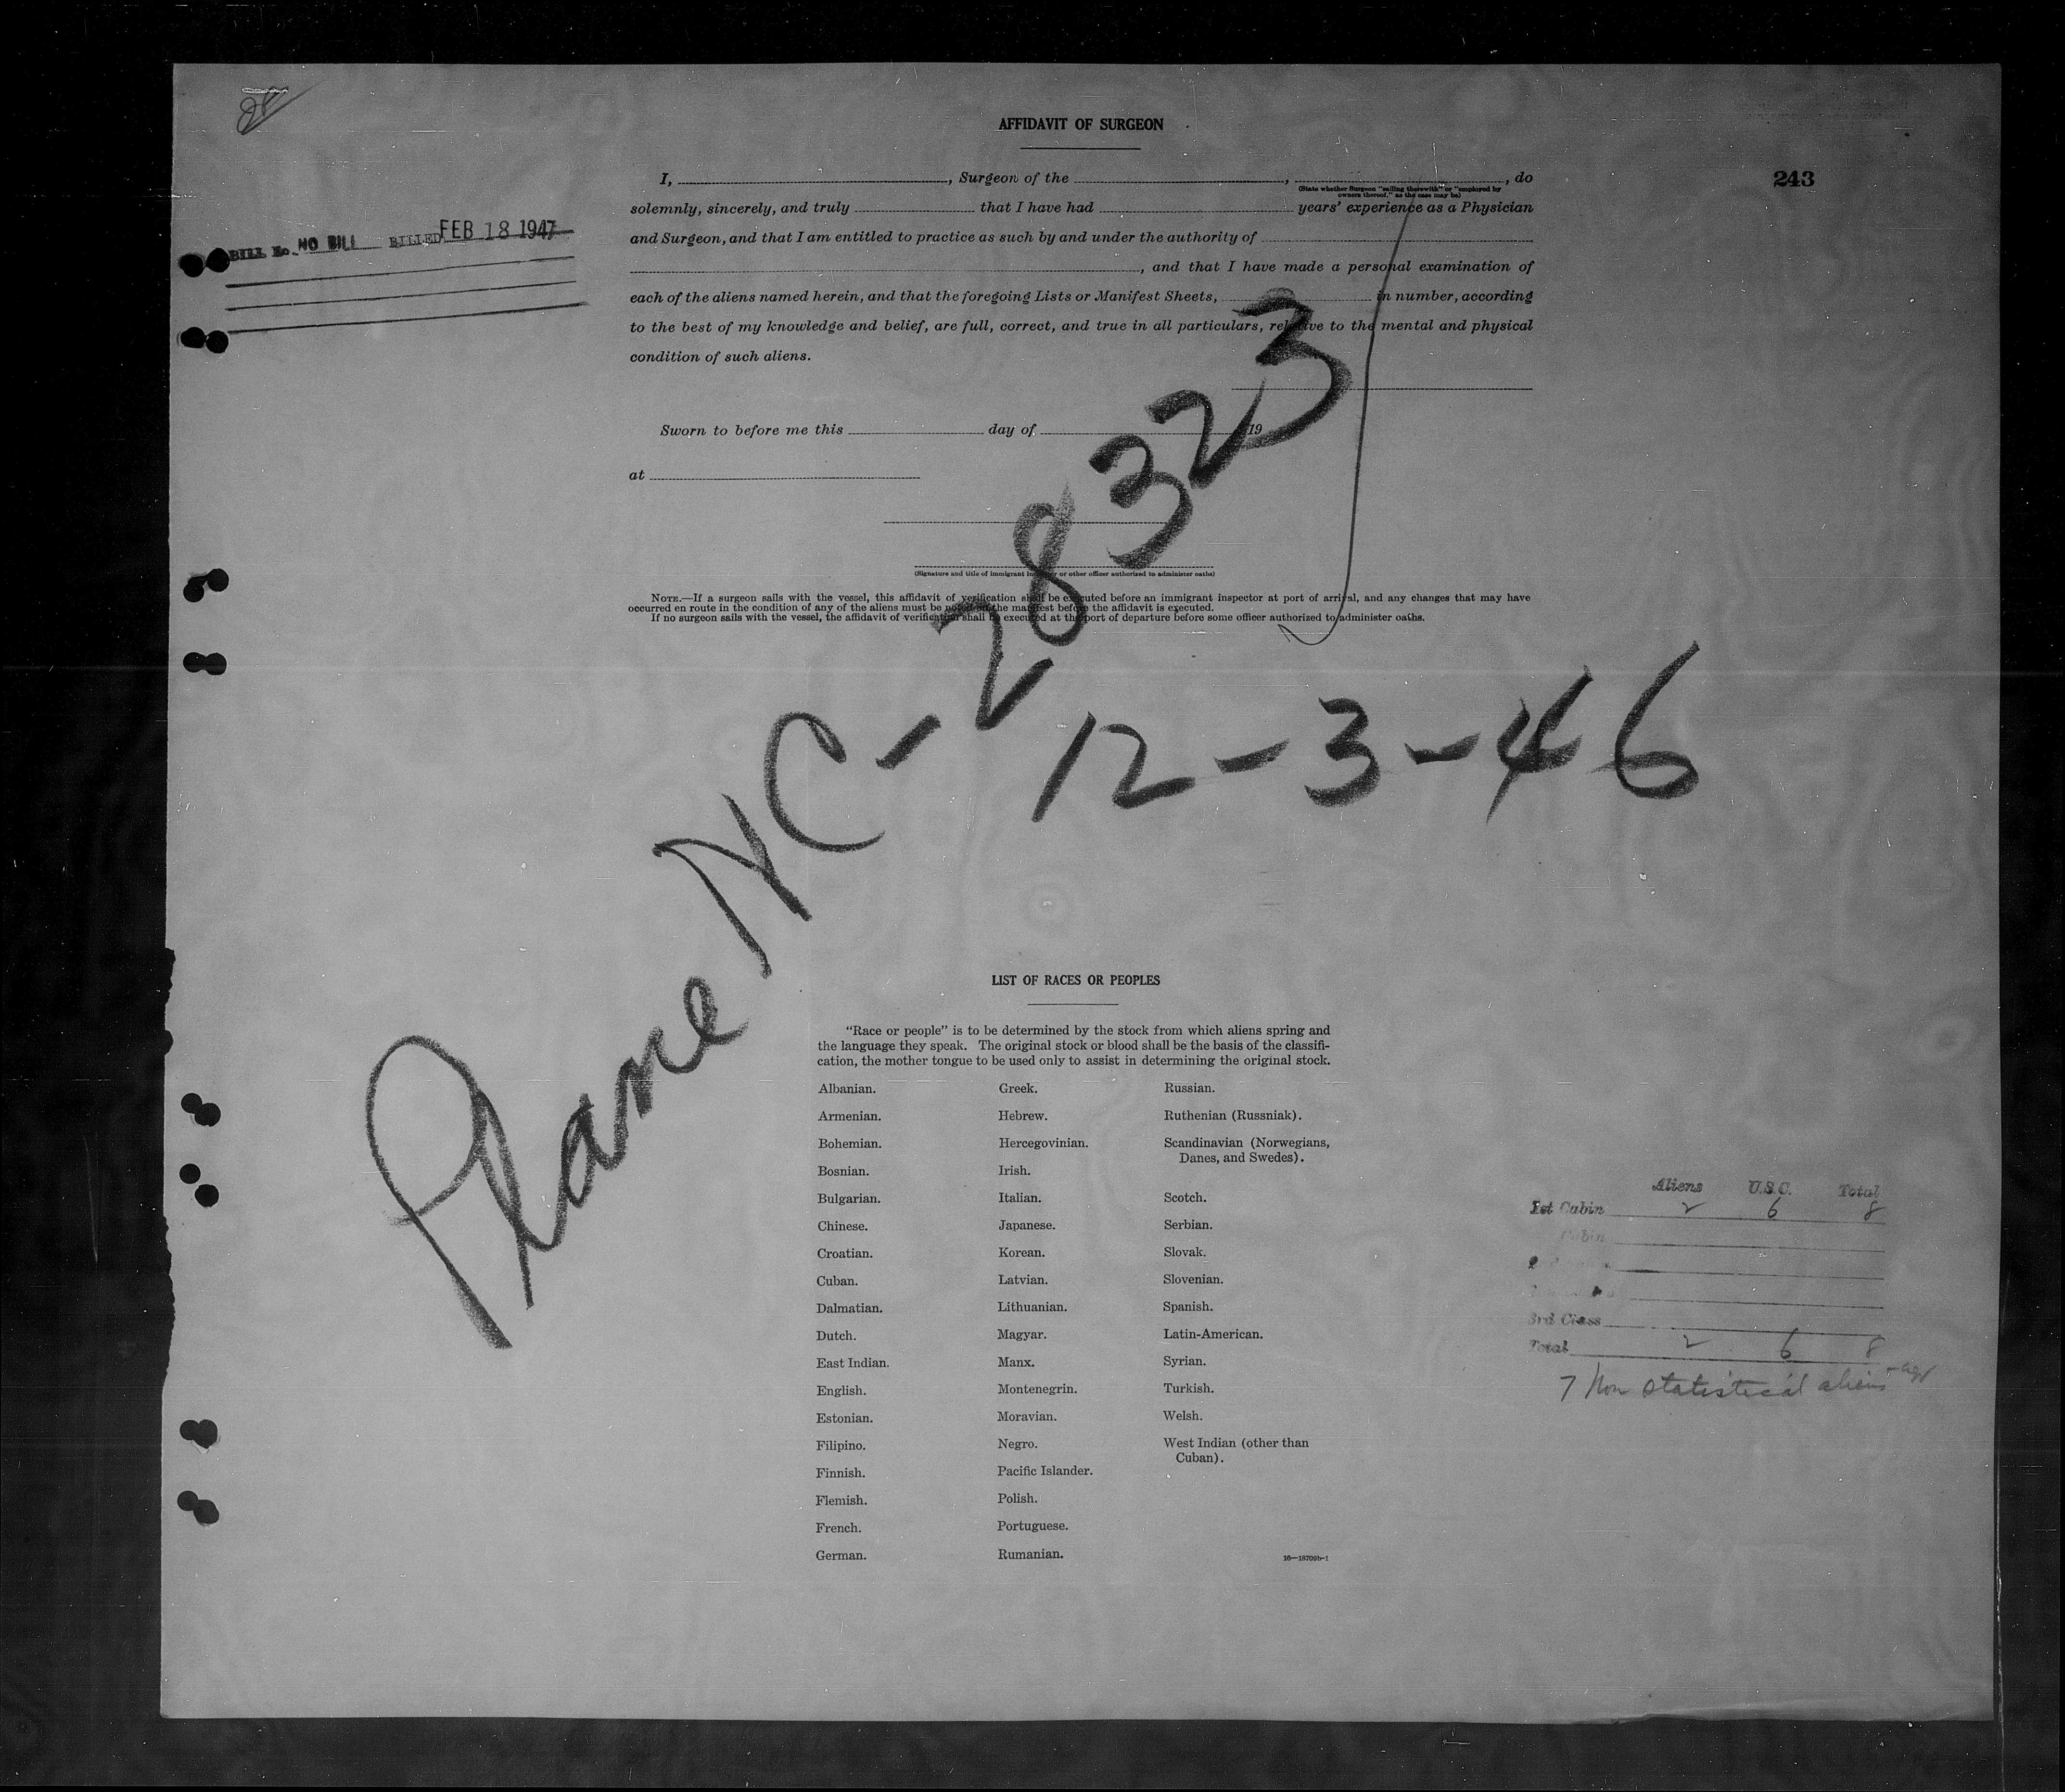 AFFIDAVIT OF SURGEON
243
I, , Surgeon of the , , do
(State whether Surgeon "sailing therewith" or "employed by
owners thereof," as the case may be)
solemnly, sincerely, and truly that I have had years' experience as a Physician
and Surgeon, and that I am entitled to practice as such by and under the authority of
, and that I have made a personal examination of
each of the aliens named herein, and that the foregoing Lists or Manifest Sheets, in number, according
to the best of my knowledge and belief, are full, correct, and true in all particulars, relative to the mental and physical
condition of such aliens.
BILL No. NO BILL BILLED FEB 18 1947
Sworn to before me this day of 19
at
(Signature and title of immigrant inspector or other officer authorized to administer oaths)
NOTE.—If a surgeon sails with the vessel, this affidavit of verification shall be executed before an immigrant inspector at port of arrival, and any changes that may have
occurred en route in the condition of any of the aliens must be noted on the manifest before the affidavit is executed.
If no surgeon sails with the vessel, the affidavit of verification shall be executed at the port of departure before some officer authorized to administer oaths.
Plane NC-28323
12-3-46
LIST OF RACES OR PEOPLES
"Race or people" is to be determined by the stock from which aliens spring and
the language they speak. The original stock or blood shall be the basis of the classifi-
cation, the mother tongue to be used only to assist in determining the original stock.
Albanian.
Armenian.
Bohemian.
Bosnian.
Bulgarian.
Chinese.
Croatian.
Cuban.
Dalmatian.
Dutch.
East Indian.
English.
Estonian.
Filipino.
Finnish.
Flemish.
French.
German.
Greek.
Hebrew.
Hercegovinian.
Irish.
Italian.
Japanese.
Korean.
Latvian.
Lithuanian.
Magyar.
Manx.
Montenegrin.
Moravian.
Negro.
Pacific Islander.
Polish.
Portuguese.
Rumanian.
Russian.
Ruthenian (Russniak).
Scandinavian (Norwegians,
Danes, and Swedes).
Scotch.
Serbian.
Slovak.
Slovenian.
Spanish.
Latin-American.
Syrian.
Turkish.
Welsh.
West Indian (other than
Cuban).
16—18709b-1
Aliens U.S.C. Total
1st Cabin 2 6 8
Cabin
3rd Class
Total 2 6 8
7 Non statistical aliens